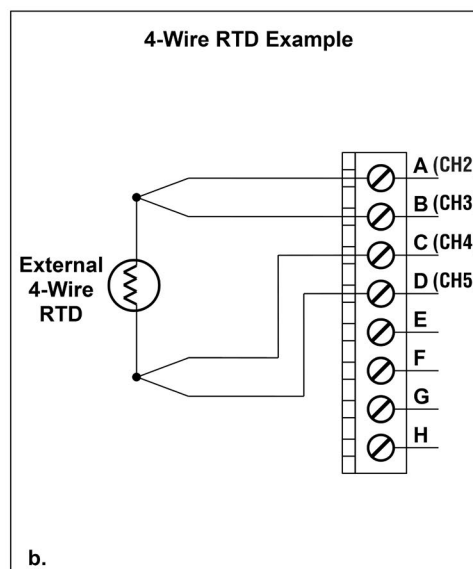 4-Wire RTD Example
A (CH2
B (CH3
C (CH4
D (CH5
E
F
G
H
External
4-Wire
RTD
b.